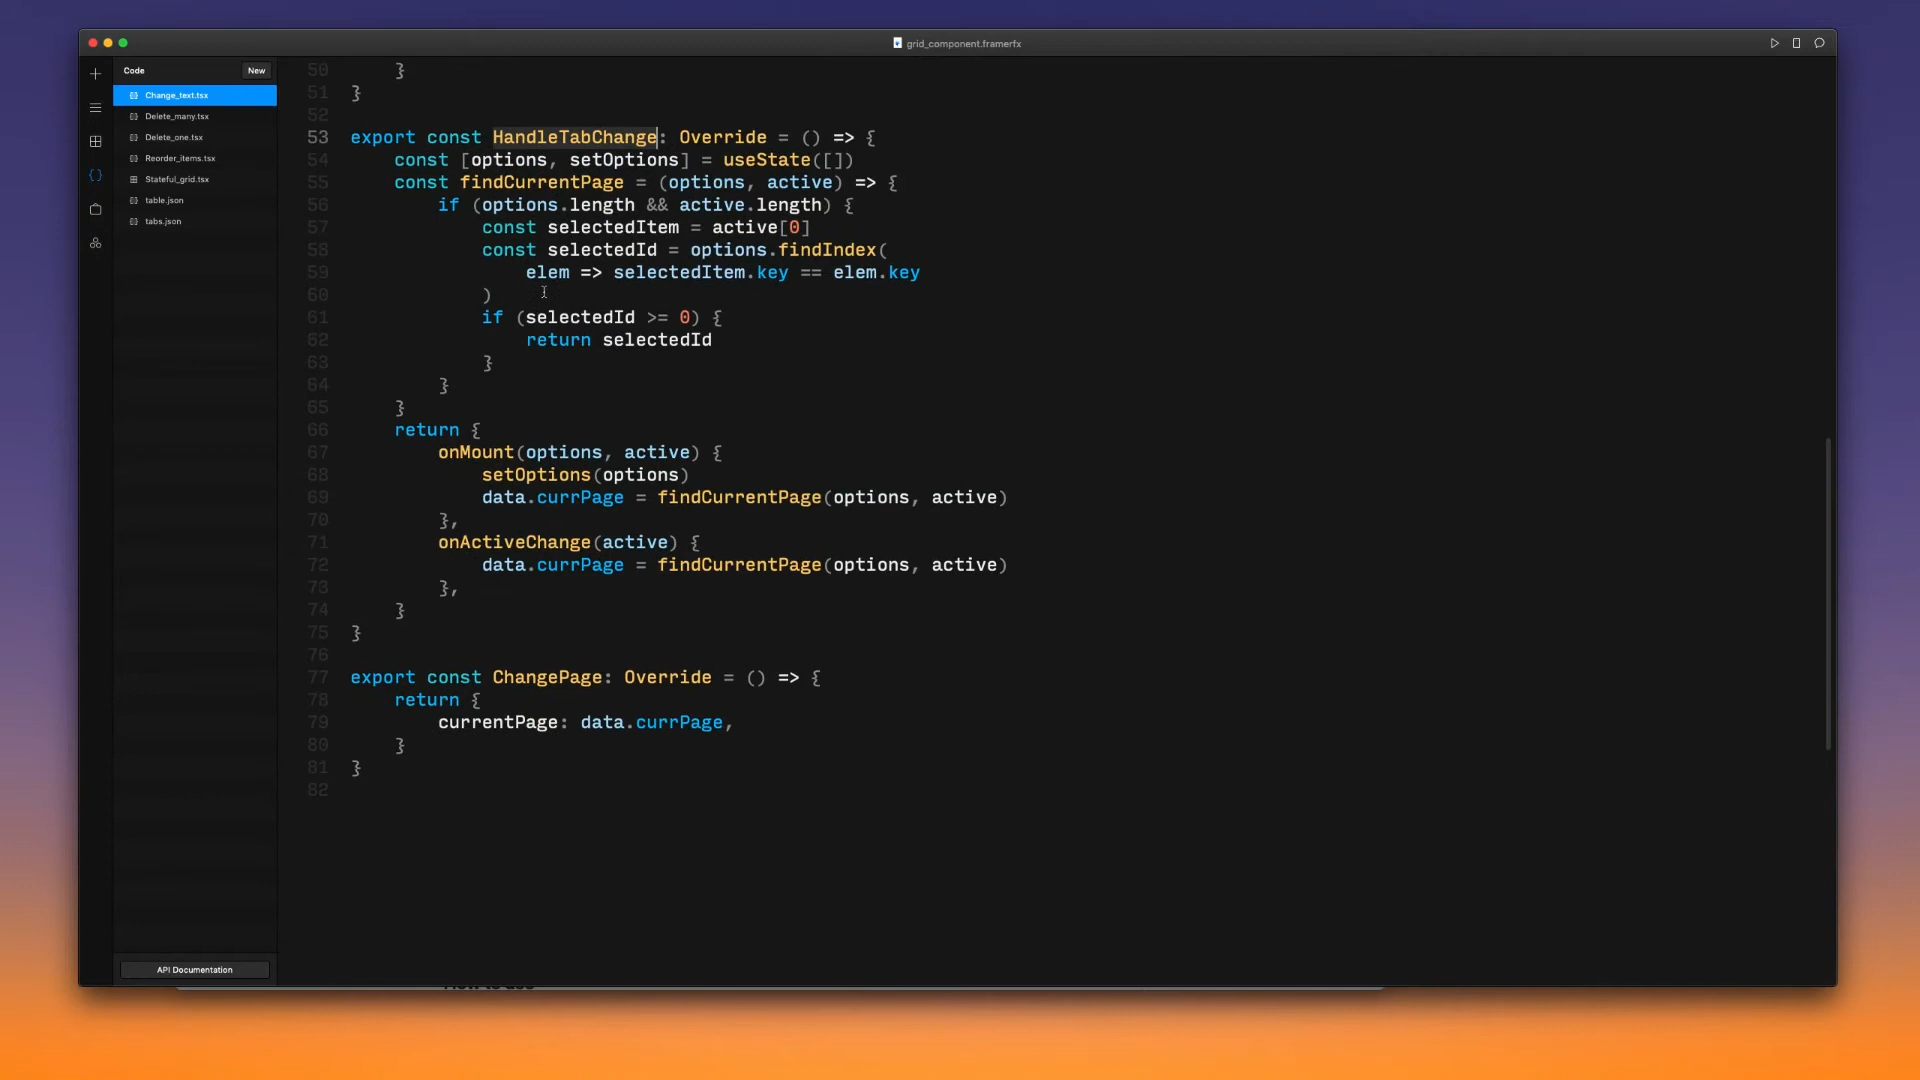 grid_component.framerfx
Code
New
Change_text.tsx
Delete_many.tsx
Delete_one.tsx
Reorder_items.tsx
Stateful_grid.tsx
table.json
tabs.json
API Documentation
50 }
51 }
52
53 export const HandleTabChange: Override = () => {
54 const [options, setOptions] = useState([])
55 const findCurrentPage = (options, active) => {
56 if (options.length && active.length) {
57 const selectedItem = active[0]
58 const selectedId = options.findIndex(
59 elem => selectedItem.key == elem.key
60 )
61 if (selectedId >= 0) {
62 return selectedId
63 }
64 }
65 }
66 return {
67 onMount(options, active) {
68 setOptions(options)
69 data.currPage = findCurrentPage(options, active)
70 },
71 onActiveChange(active) {
72 data.currPage = findCurrentPage(options, active)
73 },
74 }
75 }
76
77 export const ChangePage: Override = () => {
78 return {
79 currentPage: data.currPage,
80 }
81 }
82